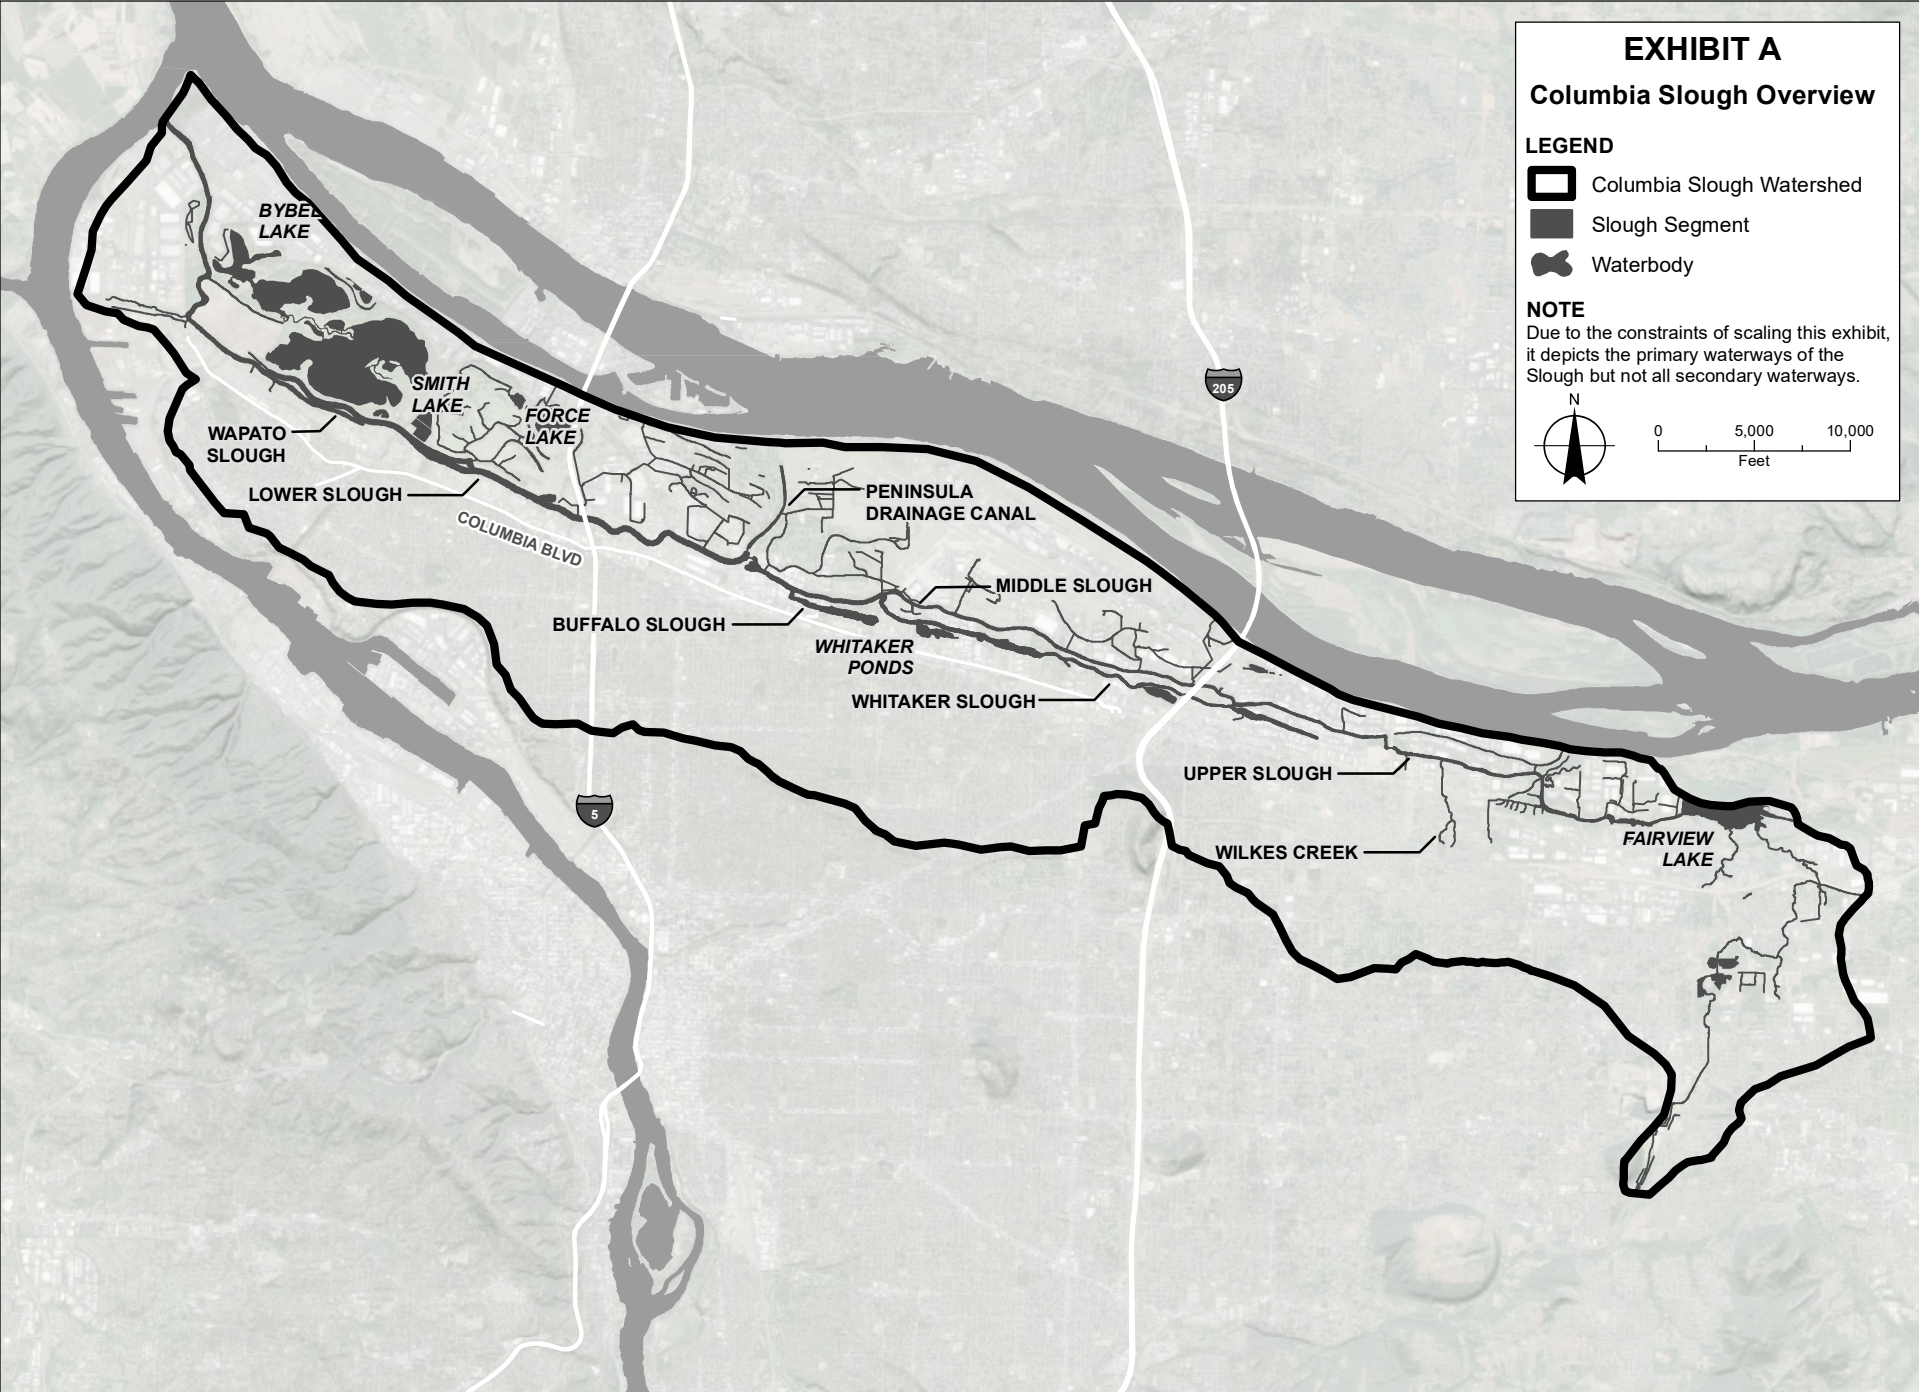 EXHIBIT A
Columbia Slough Overview
LEGEND
Columbia Slough Watershed
Slough Segment
Waterbody
NOTE
Due to the constraints of scaling this exhibit,
it depicts the primary waterways of the
Slough but not all secondary waterways.
N
0 5,000 10,000
Feet
BYBEE
LAKE
SMITH
LAKE
FORCE
LAKE
WAPATO
SLOUGH
LOWER SLOUGH
COLUMBIA BLVD
PENINSULA
DRAINAGE CANAL
MIDDLE SLOUGH
BUFFALO SLOUGH
WHITAKER
PONDS
WHITAKER SLOUGH
205
5
UPPER SLOUGH
WILKES CREEK
FAIRVIEW
LAKE